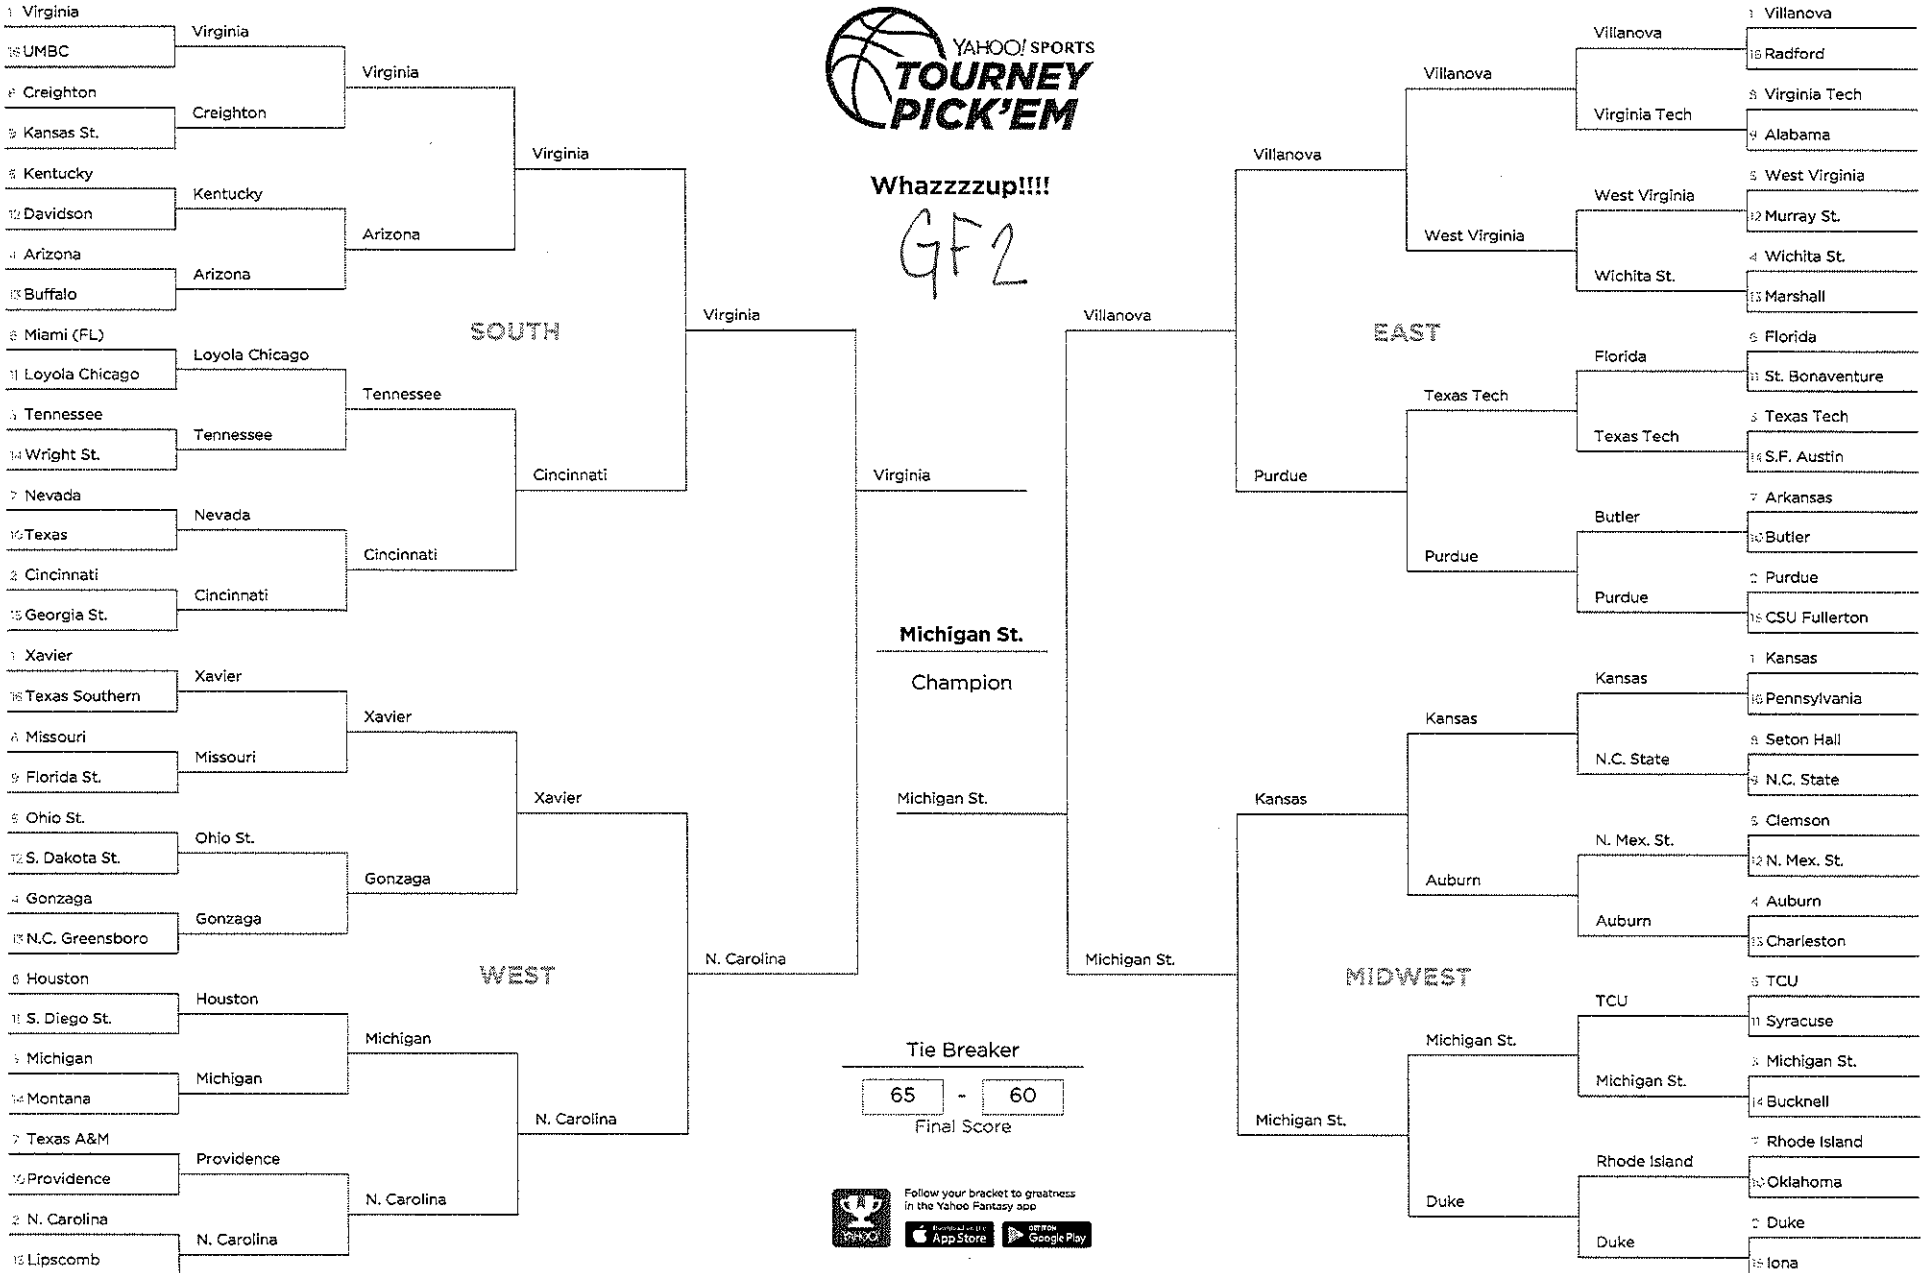 YAHOO! SPORTS
TOURNEY
PICK'EM
Whazzzzup!!!!
GF2
SOUTH
1 Virginia
16 UMBC
8 Creighton
9 Kansas St.
5 Kentucky
12 Davidson
4 Arizona
13 Buffalo
6 Miami (FL)
11 Loyola Chicago
3 Tennessee
14 Wright St.
7 Nevada
10 Texas
2 Cincinnati
15 Georgia St.
Virginia
Creighton
Kentucky
Arizona
Loyola Chicago
Tennessee
Nevada
Cincinnati
Virginia
Arizona
Tennessee
Cincinnati
Virginia
Cincinnati
Virginia
WEST
1 Xavier
16 Texas Southern
8 Missouri
9 Florida St.
5 Ohio St.
12 S. Dakota St.
4 Gonzaga
13 N.C. Greensboro
6 Houston
11 S. Diego St.
3 Michigan
14 Montana
7 Texas A&M
10 Providence
2 N. Carolina
15 Lipscomb
Xavier
Missouri
Ohio St.
Gonzaga
Houston
Michigan
Providence
N. Carolina
Xavier
Gonzaga
Michigan
N. Carolina
Xavier
N. Carolina
N. Carolina
Virginia
Michigan St.
Champion
Michigan St.
Tie Breaker
65 - 60
Final Score
YAHOO!
Follow your bracket to greatness
in the Yahoo Fantasy app
Download on the
App Store
GET IT ON
Google Play
EAST
1 Villanova
16 Radford
8 Virginia Tech
9 Alabama
5 West Virginia
12 Murray St.
4 Wichita St.
13 Marshall
6 Florida
11 St. Bonaventure
3 Texas Tech
14 S.F. Austin
7 Arkansas
10 Butler
2 Purdue
15 CSU Fullerton
Villanova
Virginia Tech
West Virginia
Wichita St.
Florida
Texas Tech
Butler
Purdue
Villanova
West Virginia
Texas Tech
Purdue
Villanova
Purdue
Villanova
MIDWEST
1 Kansas
16 Pennsylvania
8 Seton Hall
9 N.C. State
5 Clemson
12 N. Mex. St.
4 Auburn
13 Charleston
6 TCU
11 Syracuse
3 Michigan St.
14 Bucknell
7 Rhode Island
10 Oklahoma
2 Duke
15 Iona
Kansas
N.C. State
N. Mex. St.
Auburn
TCU
Michigan St.
Rhode Island
Duke
Kansas
Auburn
Michigan St.
Duke
Kansas
Michigan St.
Michigan St.